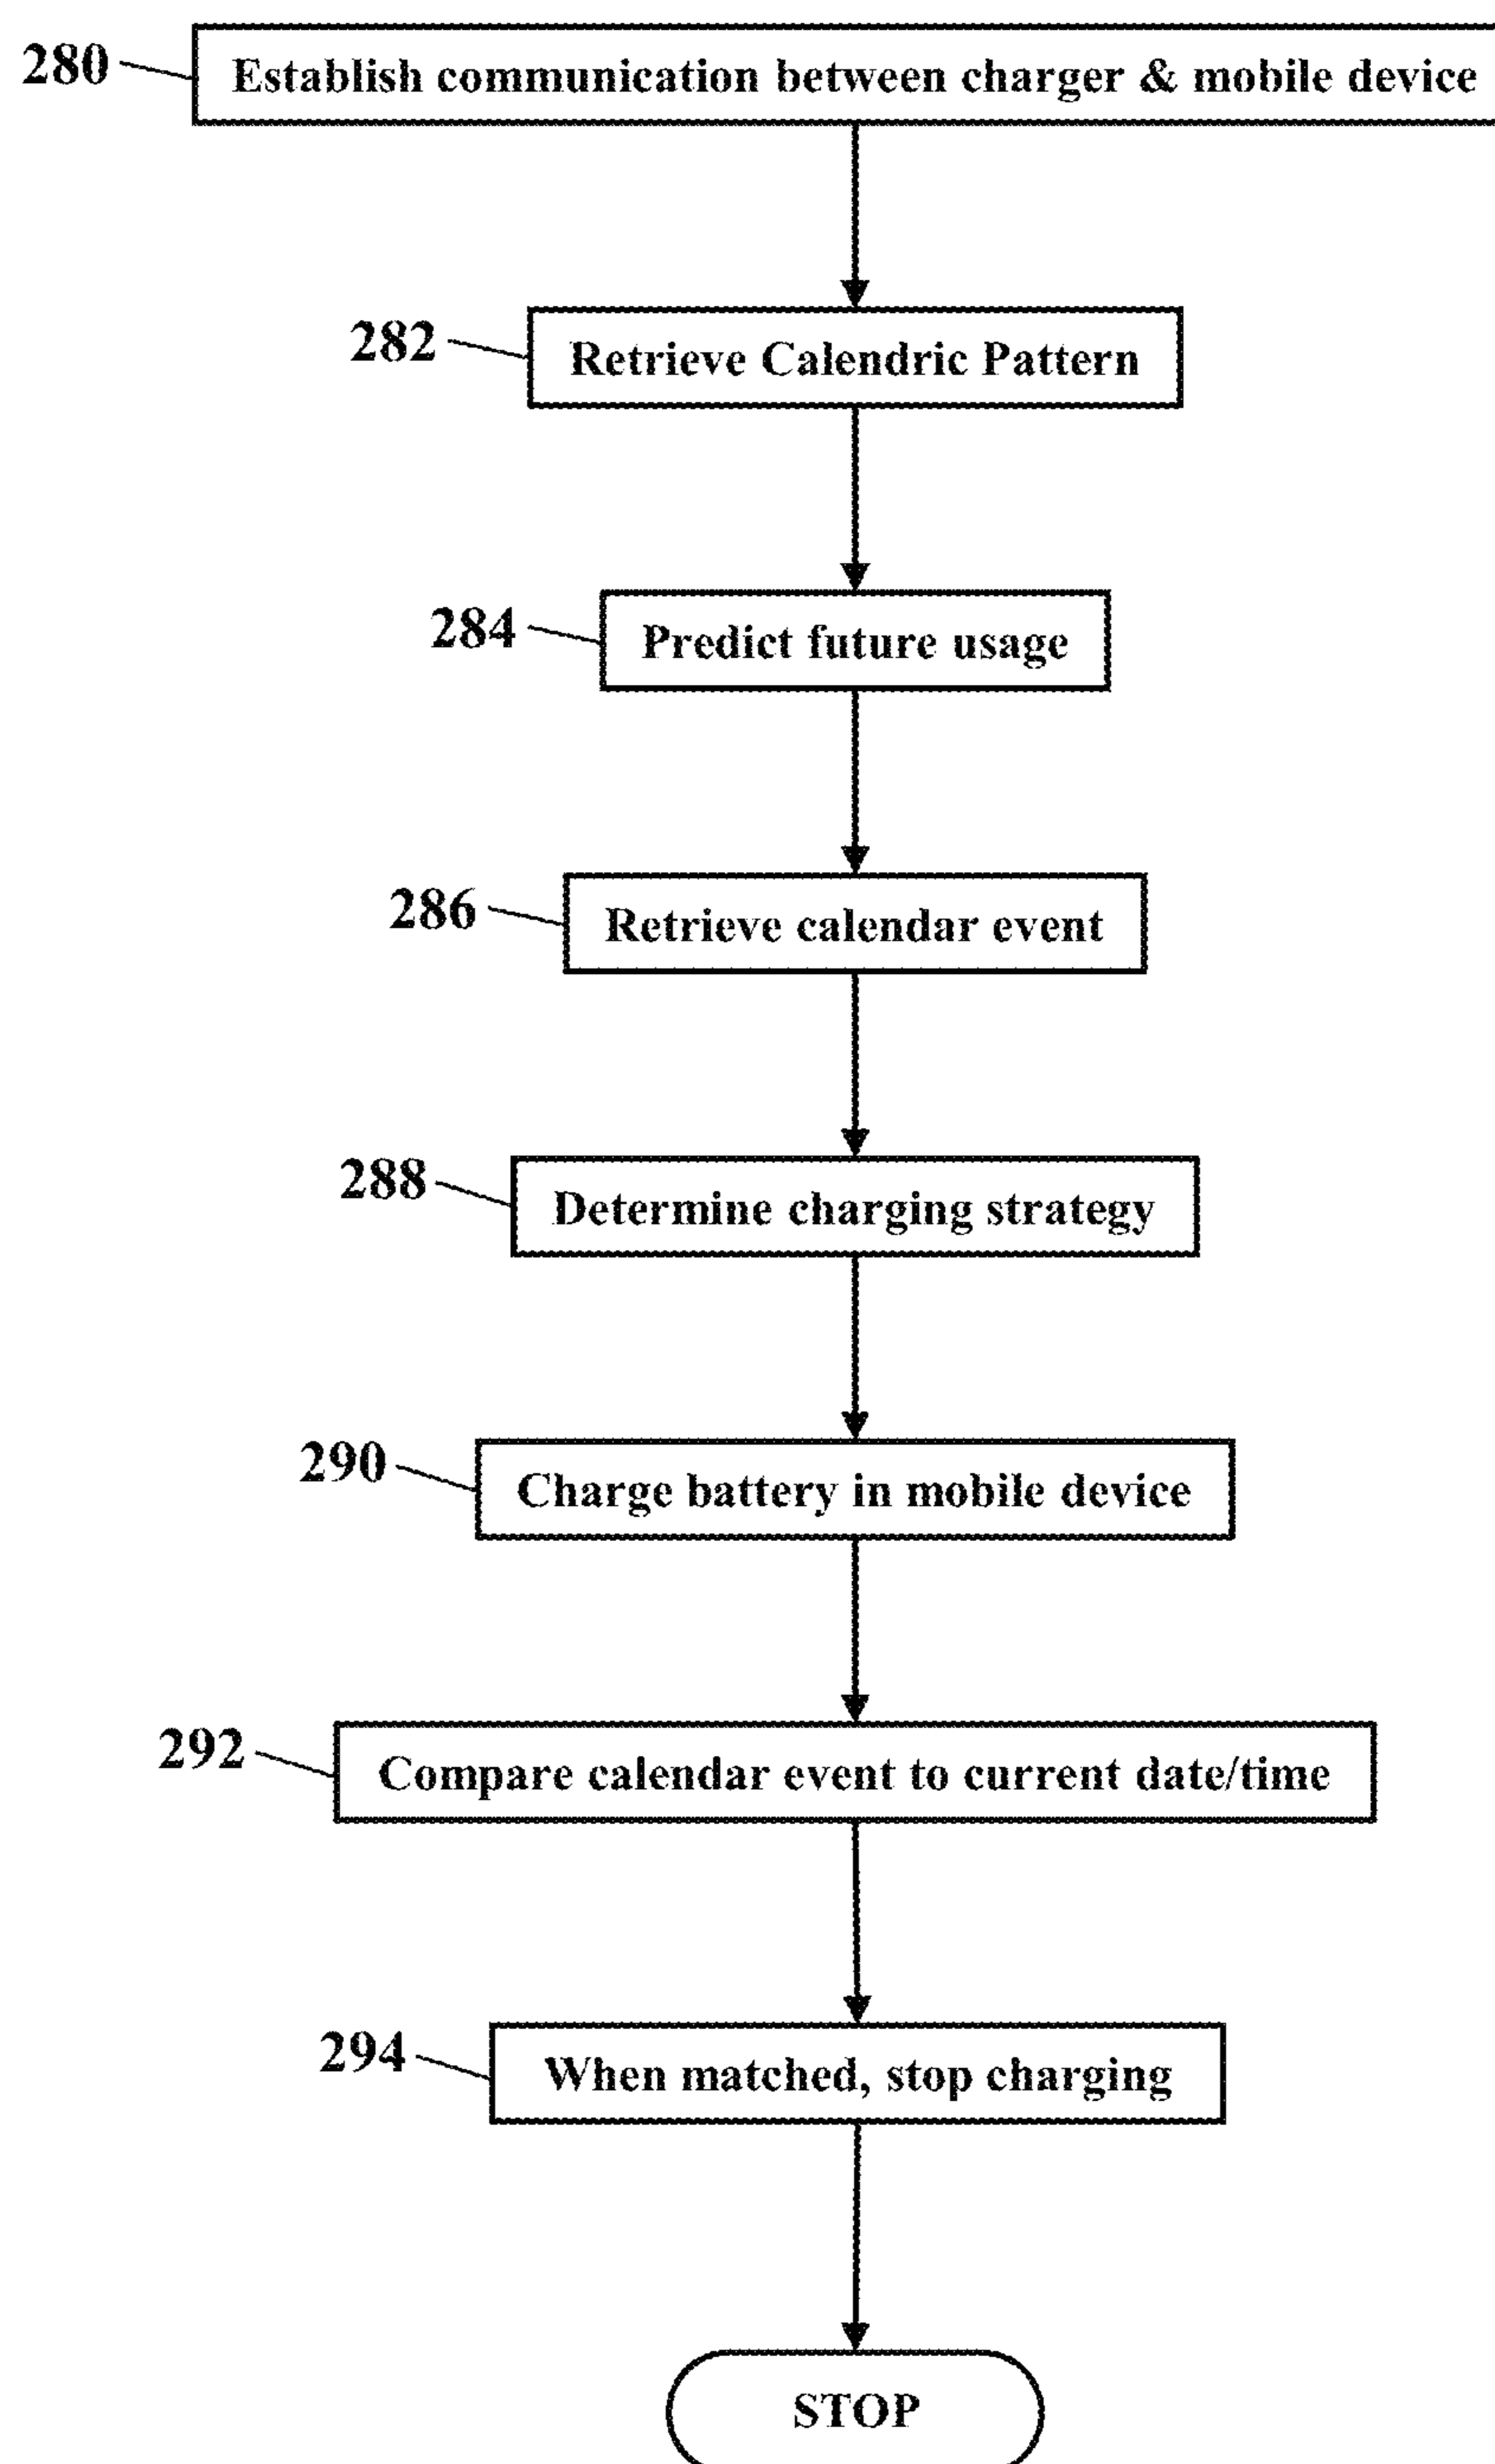 280 Establish communication between charger & mobile device
282 Retrieve Calendric Pattern
284 Predict future usage
286 Retrieve calendar event
288 Determine charging strategy
290 Charge battery in mobile device
292 Compare calendar event to current date/time
294 When matched, stop charging
STOP